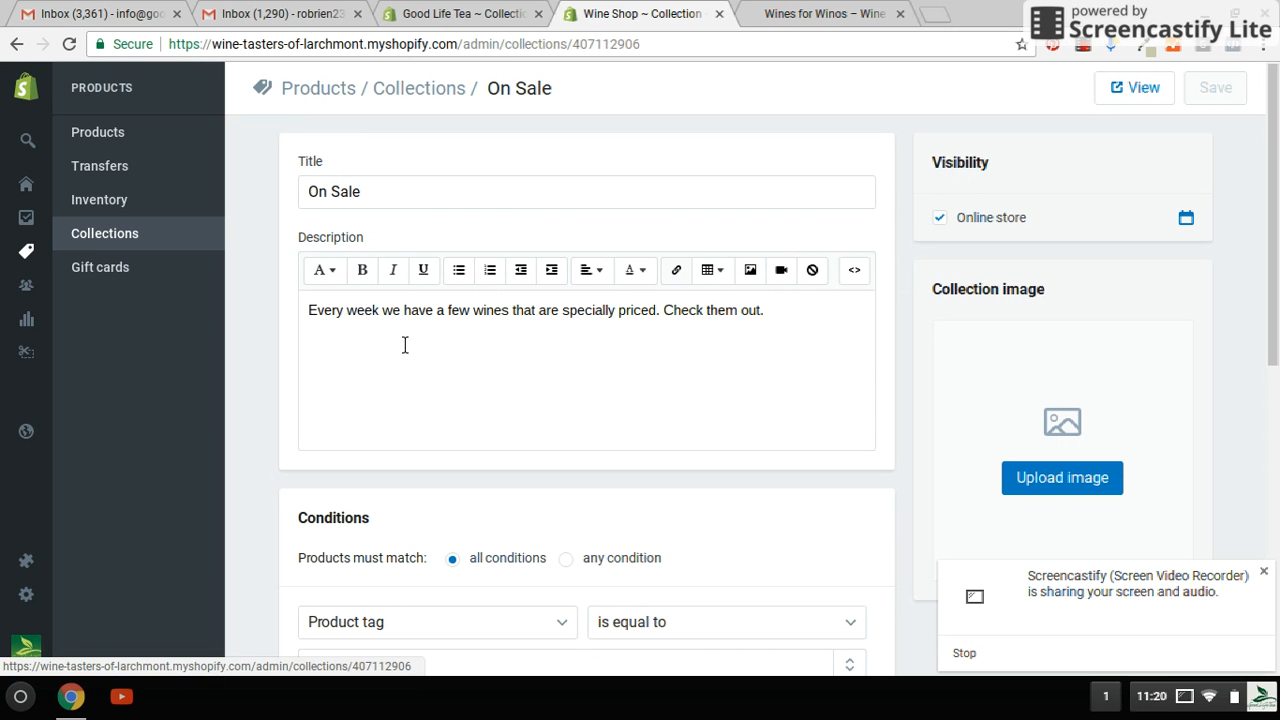 Inbox (3,361) - info@goo
Inbox (1,290) - robrien2
Good Life Tea ~ Collecti
Wine Shop ~ Collection
Wines for Winos – Wine
powered by
Screencastify Lite
Secure
https://wine-tasters-of-larchmont.myshopify.com/admin/collections/407112906
PRODUCTS
Products / Collections / On Sale
View
Save
Products
Transfers
Inventory
Collections
Gift cards
Title
On Sale
Description
A B I U A <>
Every week we have a few wines that are specially priced. Check them out.
Visibility
Online store
Collection image
Upload image
Conditions
Products must match: all conditions any condition
Product tag
is equal to
Screencastify (Screen Video Recorder)
is sharing your screen and audio.
Stop
https://wine-tasters-of-larchmont.myshopify.com/admin/collections/407112906
1
11:20